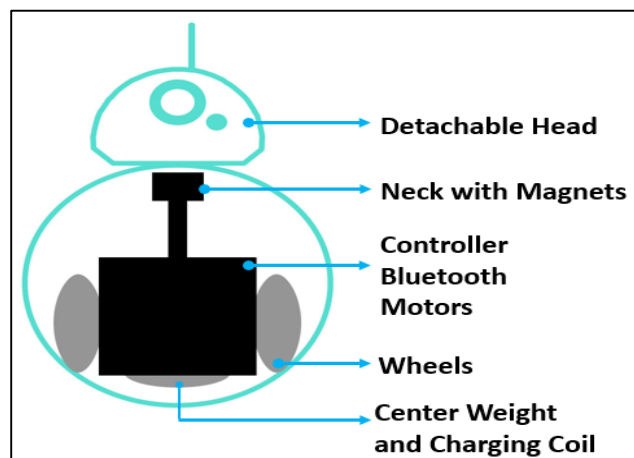 Detachable Head
Neck with Magnets
Controller
Bluetooth
Motors
Wheels
Center Weight
and Charging Coil